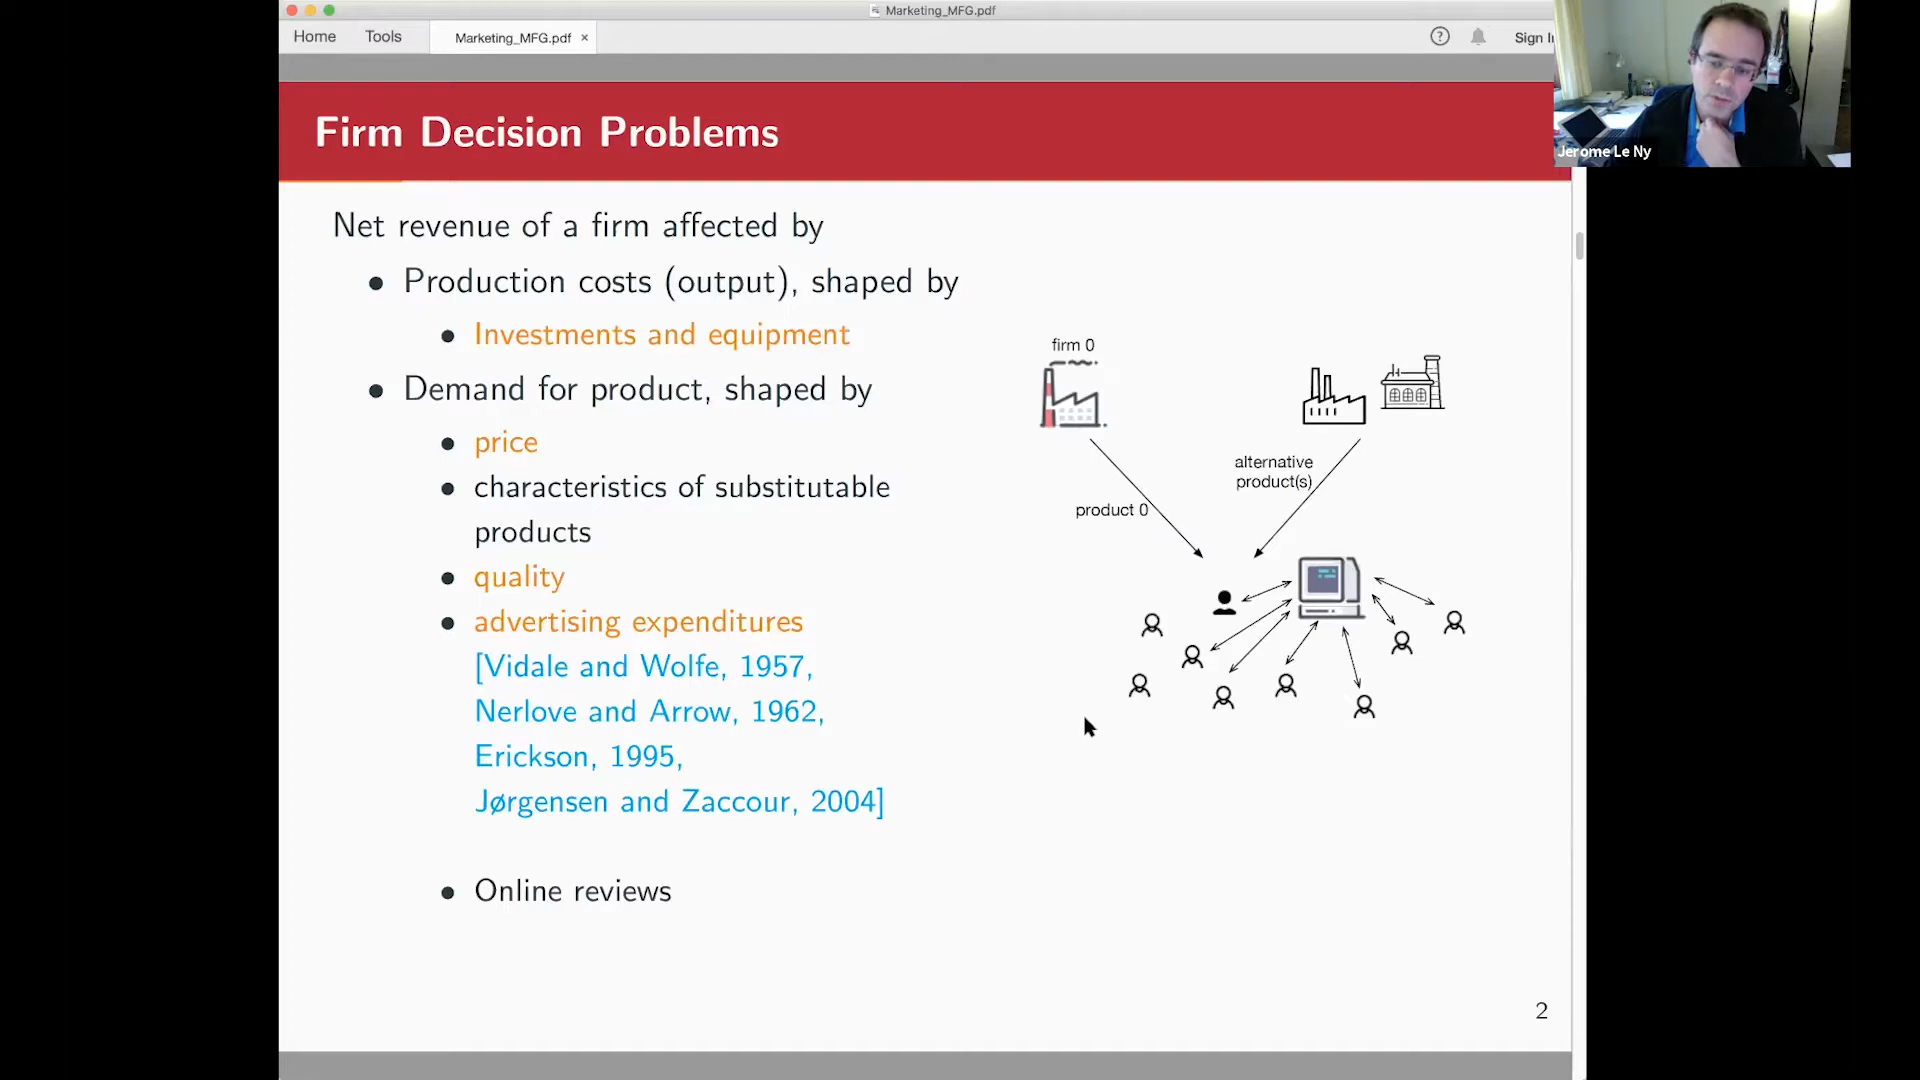 Marketing_MFG.pdf
Home Tools Marketing_MFG.pdf × Sign
Jerome Le Ny
Firm Decision Problems
Net revenue of a firm affected by
• Production costs (output), shaped by
• Investments and equipment
• Demand for product, shaped by
• price
• characteristics of substitutable
products
• quality
• advertising expenditures
[Vidale and Wolfe, 1957,
Nerlove and Arrow, 1962,
Erickson, 1995,
Jørgensen and Zaccour, 2004]
• Online reviews
firm 0
alternative
product(s)
product 0
2